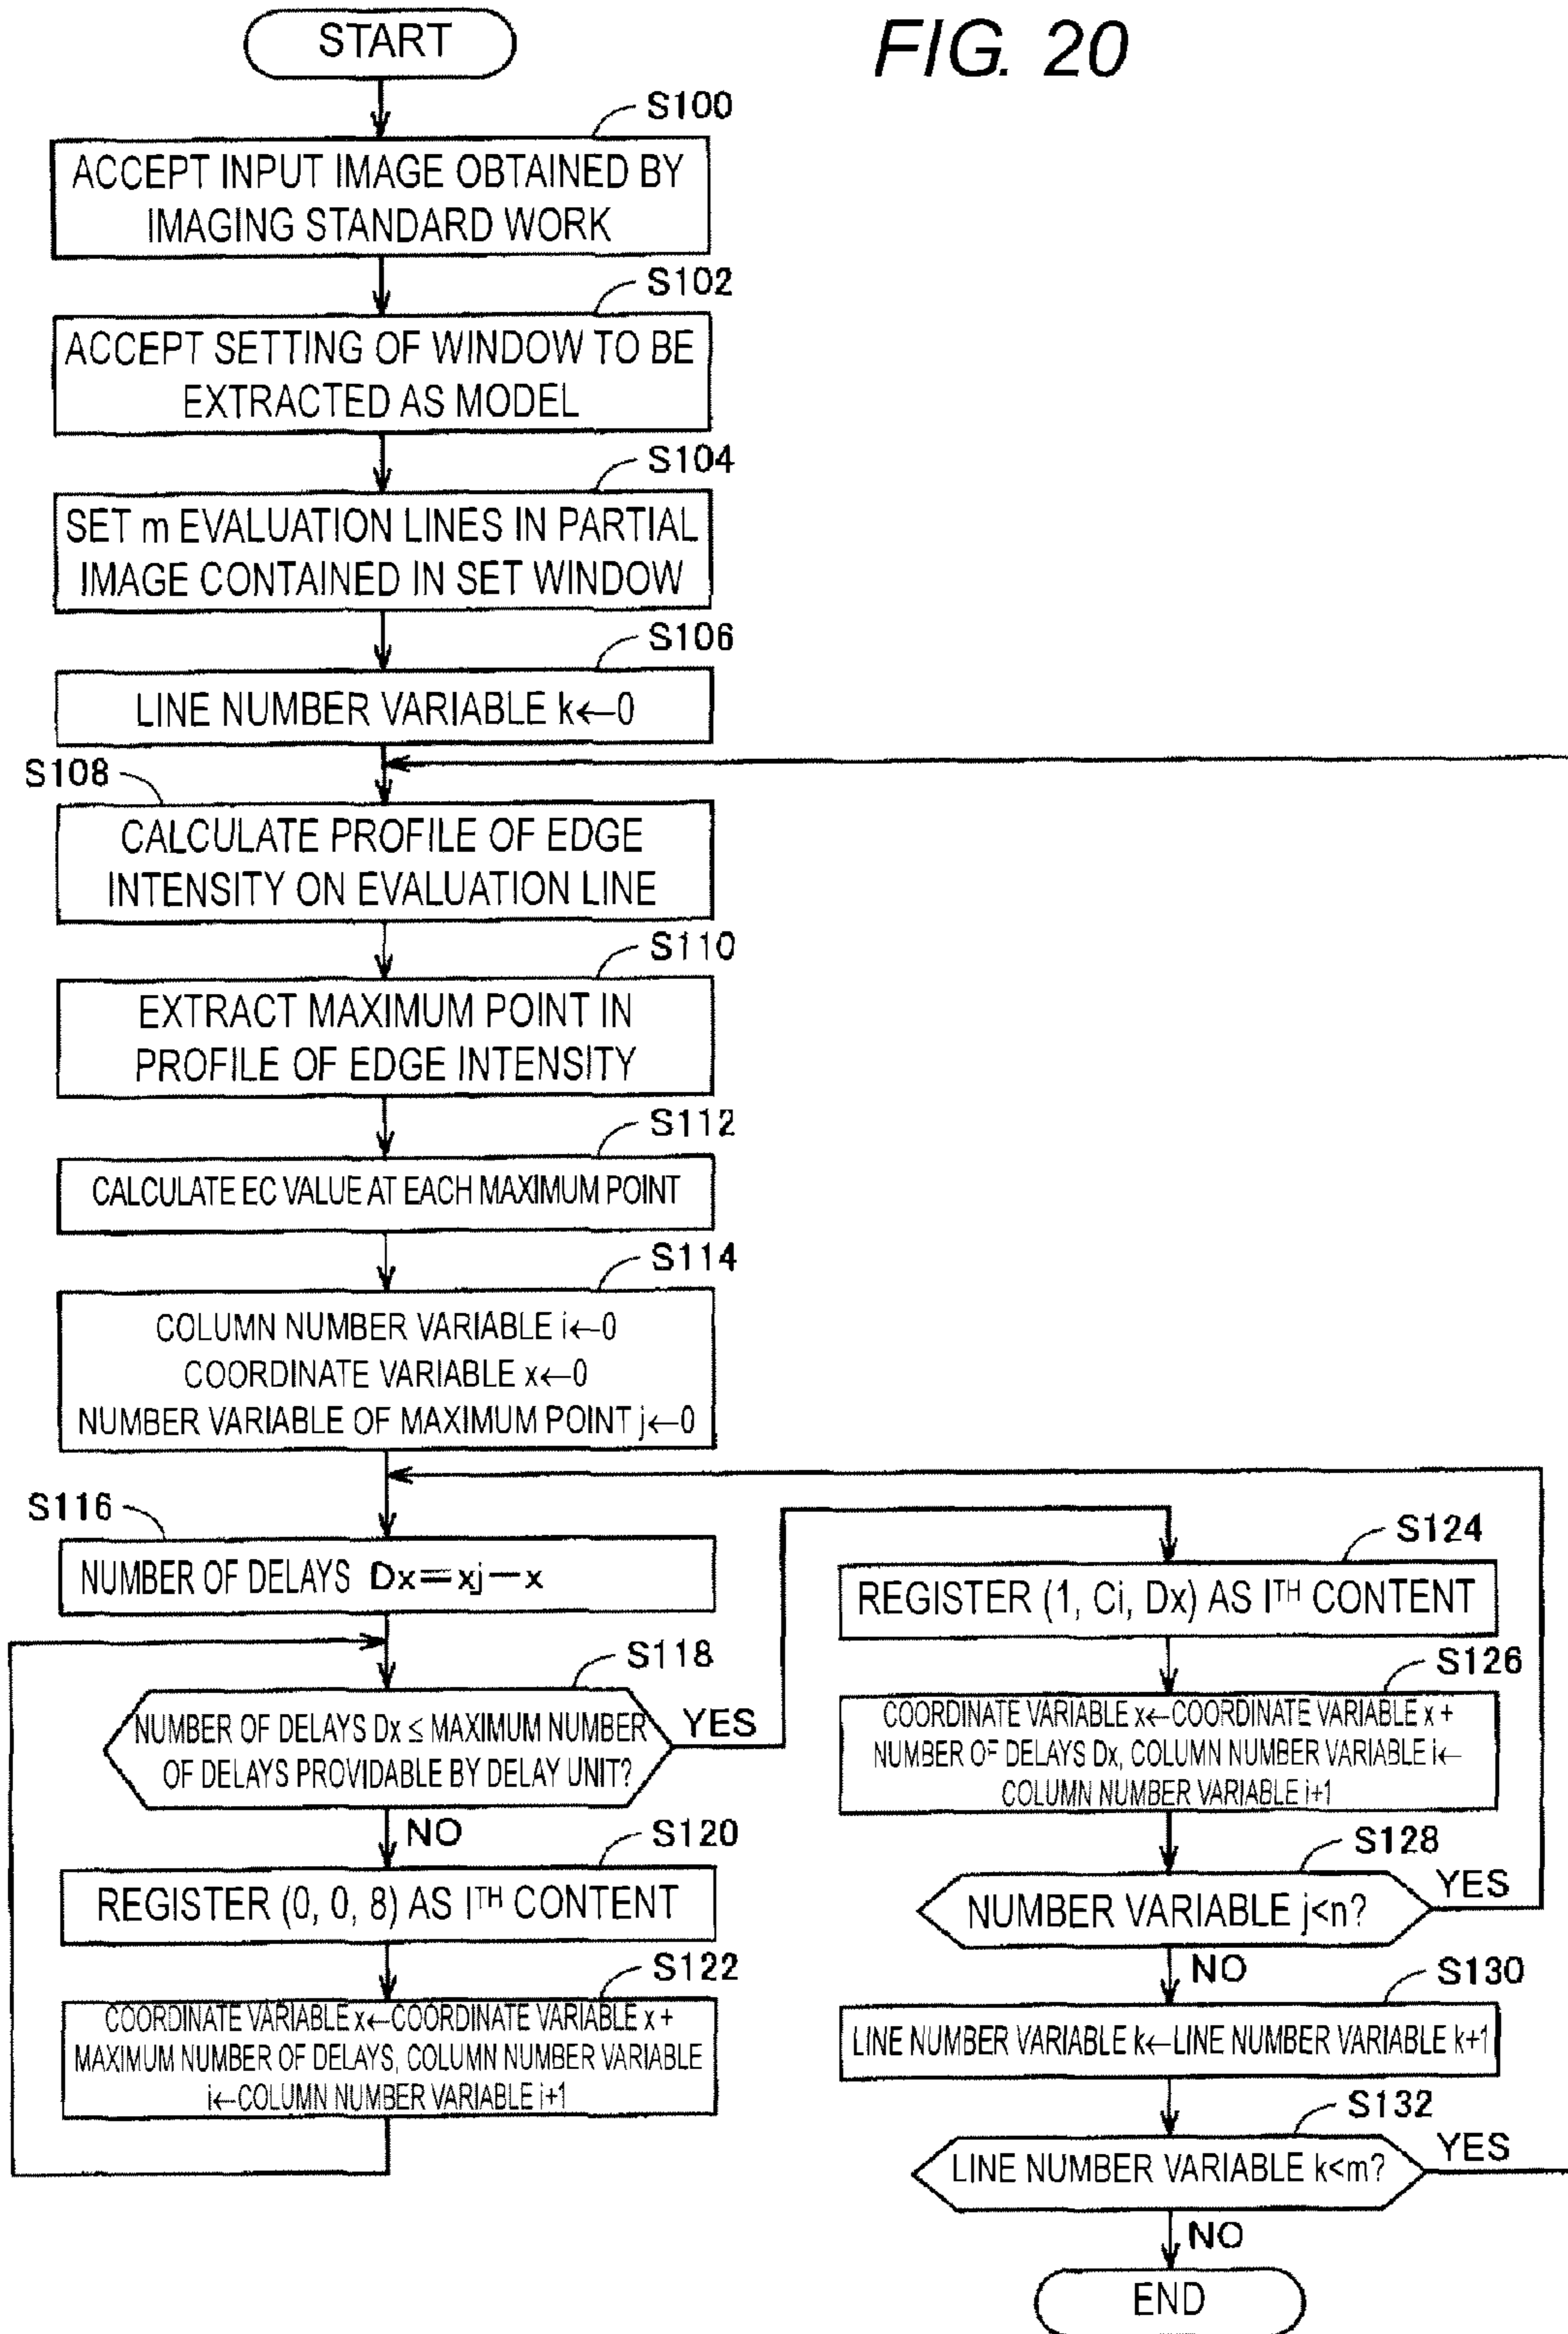 FIG. 20
START
S100
ACCEPT INPUT IMAGE OBTAINED BY
IMAGING STANDARD WORK
S102
ACCEPT SETTING OF WINDOW TO BE
EXTRACTED AS MODEL
S104
SET m EVALUATION LINES IN PARTIAL
IMAGE CONTAINED IN SET WINDOW
S106
LINE NUMBER VARIABLE k←0
S108
CALCULATE PROFILE OF EDGE
INTENSITY ON EVALUATION LINE
S110
EXTRACT MAXIMUM POINT IN
PROFILE OF EDGE INTENSITY
S112
CALCULATE EC VALUE AT EACH MAXIMUM POINT
S114
COLUMN NUMBER VARIABLE i←0
COORDINATE VARIABLE x←0
NUMBER VARIABLE OF MAXIMUM POINT j←0
S116
NUMBER OF DELAYS Dx=xj−x
S118
NUMBER OF DELAYS Dx ≤ MAXIMUM NUMBER
OF DELAYS PROVIDABLE BY DELAY UNIT?
YES
NO
S120
REGISTER (0, 0, 8) AS ITH CONTENT
S122
COORDINATE VARIABLE x←COORDINATE VARIABLE x +
MAXIMUM NUMBER OF DELAYS, COLUMN NUMBER VARIABLE
i←COLUMN NUMBER VARIABLE i+1
S124
REGISTER (1, Ci, Dx) AS ITH CONTENT
S126
COORDINATE VARIABLE x←COORDINATE VARIABLE x +
NUMBER OF DELAYS Dx, COLUMN NUMBER VARIABLE i←
COLUMN NUMBER VARIABLE i+1
S128
NUMBER VARIABLE j<n?
YES
NO
S130
LINE NUMBER VARIABLE k←LINE NUMBER VARIABLE k+1
S132
LINE NUMBER VARIABLE k<m?
YES
NO
END